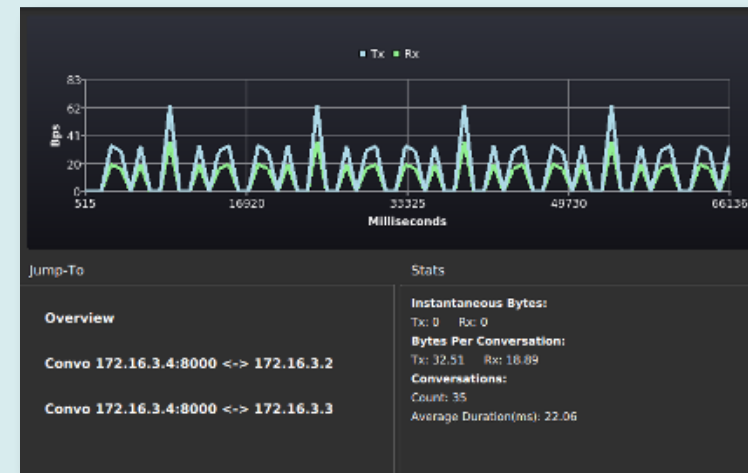 Tx Rx
83
62
41
20
0
Bps
515 16920 33325 49730 66136
Milliseconds
Jump-To
Overview
Convo 172.16.3.4:8000 <-> 172.16.3.2
Convo 172.16.3.4:8000 <-> 172.16.3.3
Stats
Instantaneous Bytes:
Tx: 0 Rx: 0
Bytes Per Conversation:
Tx: 32.51 Rx: 18.89
Conversations:
Count: 35
Average Duration(ms): 22.06